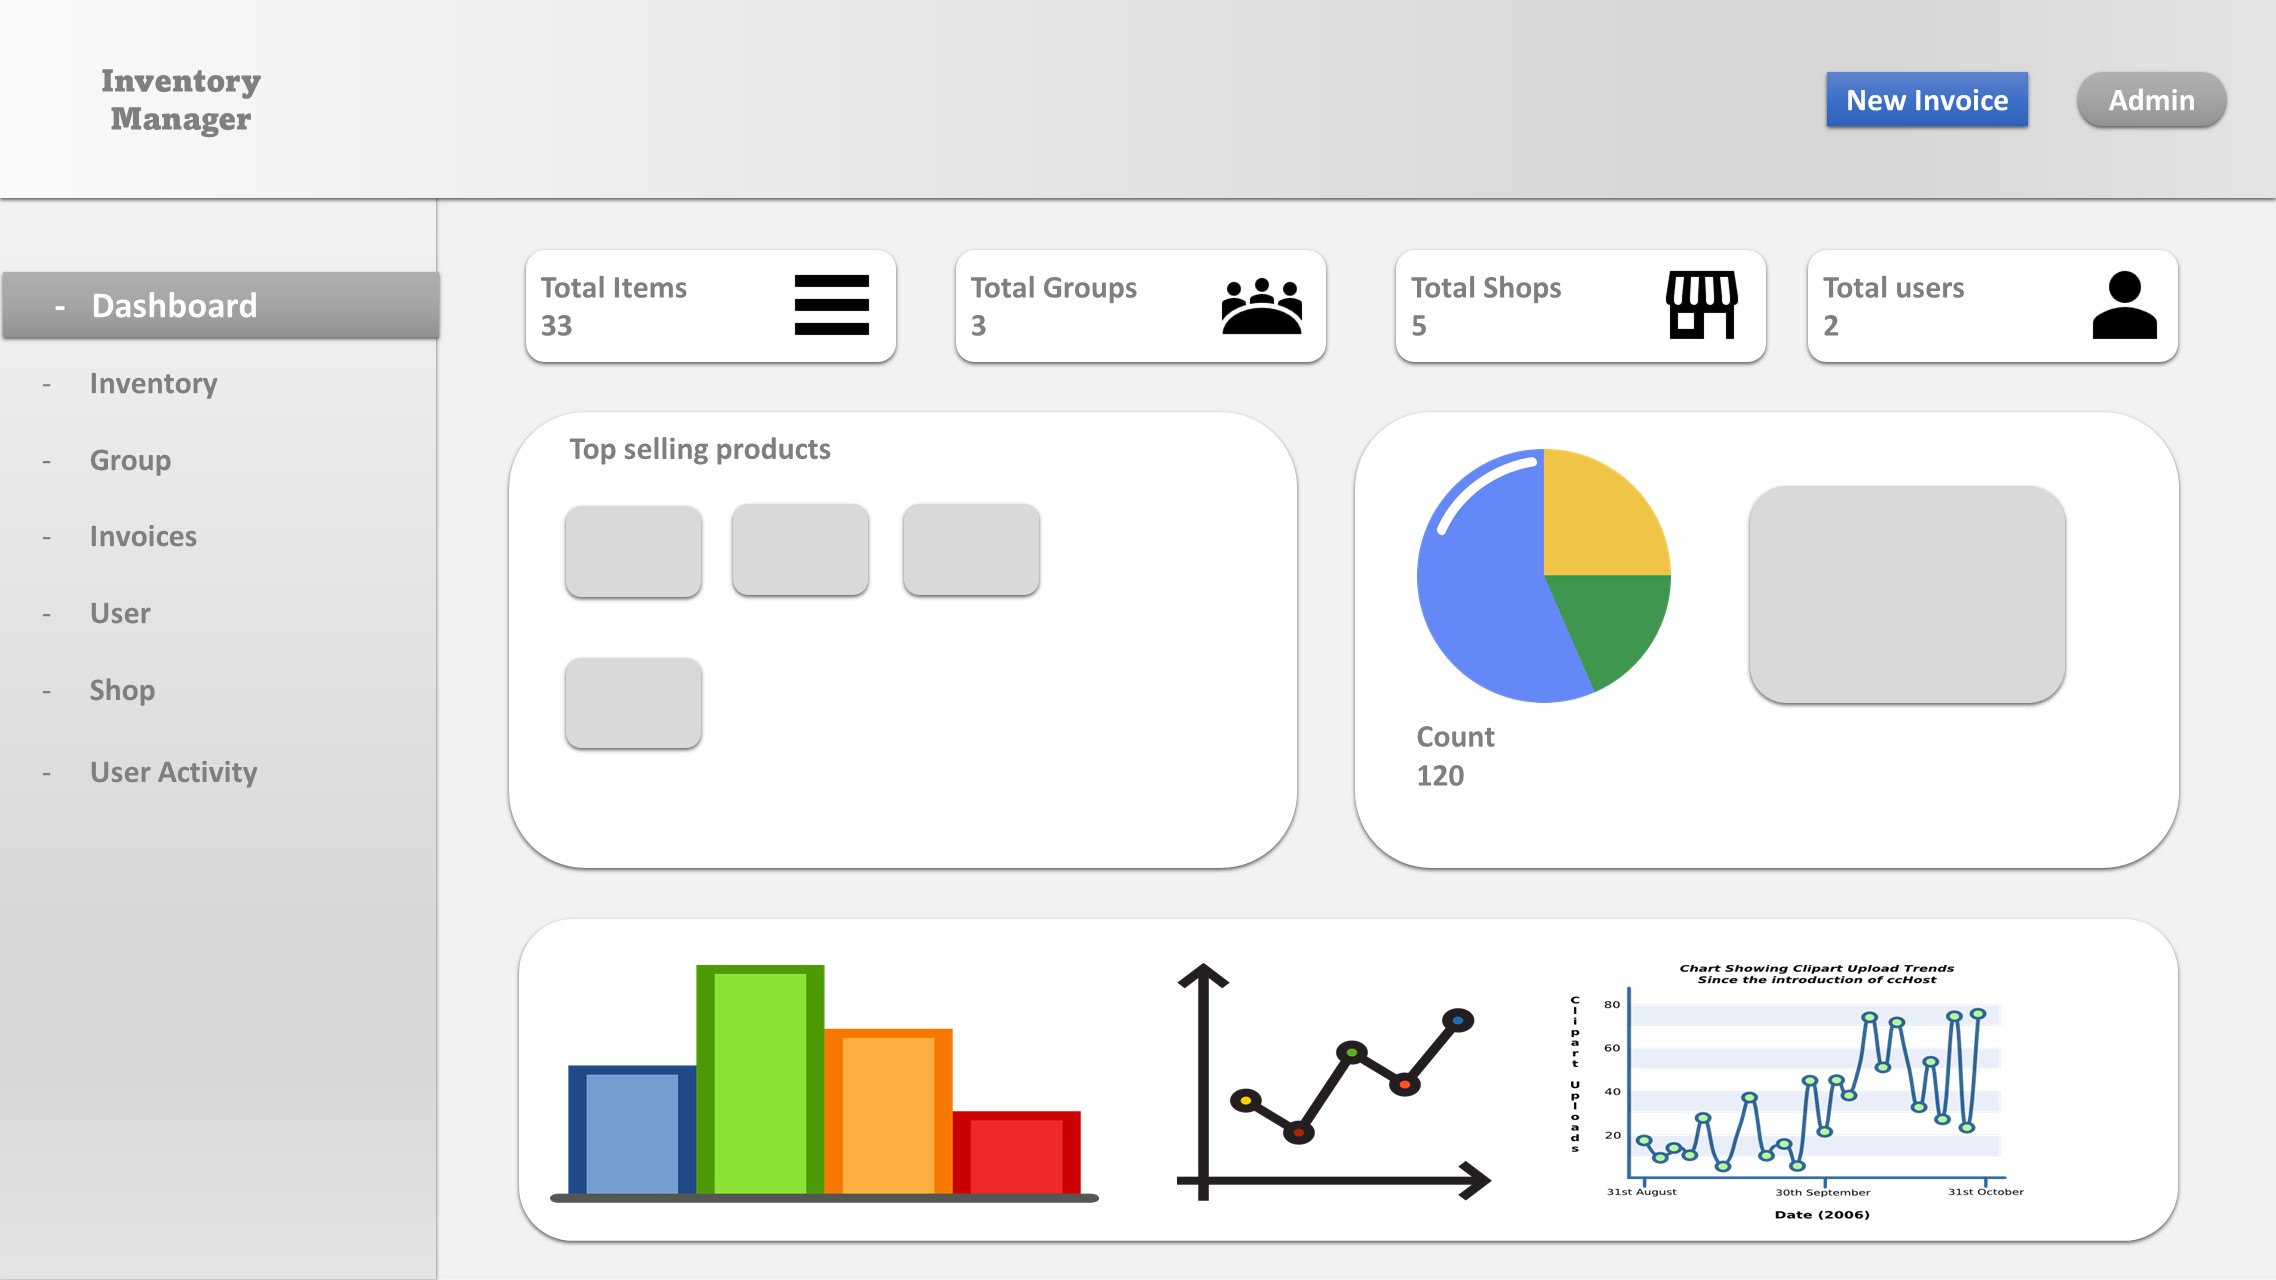 Inventory
Manager
New Invoice
Admin
- Dashboard
- Inventory
- Group
- Invoices
- User
- Shop
- User Activity
Total Items
33
Total Groups
3
Total Shops
5
Total users
2
Top selling products
Count
120
Chart Showing Clipart Upload Trends
Since the introduction of ccHost
Clipart Uploads
80
60
40
20
31st August
30th September
31st October
Date (2006)